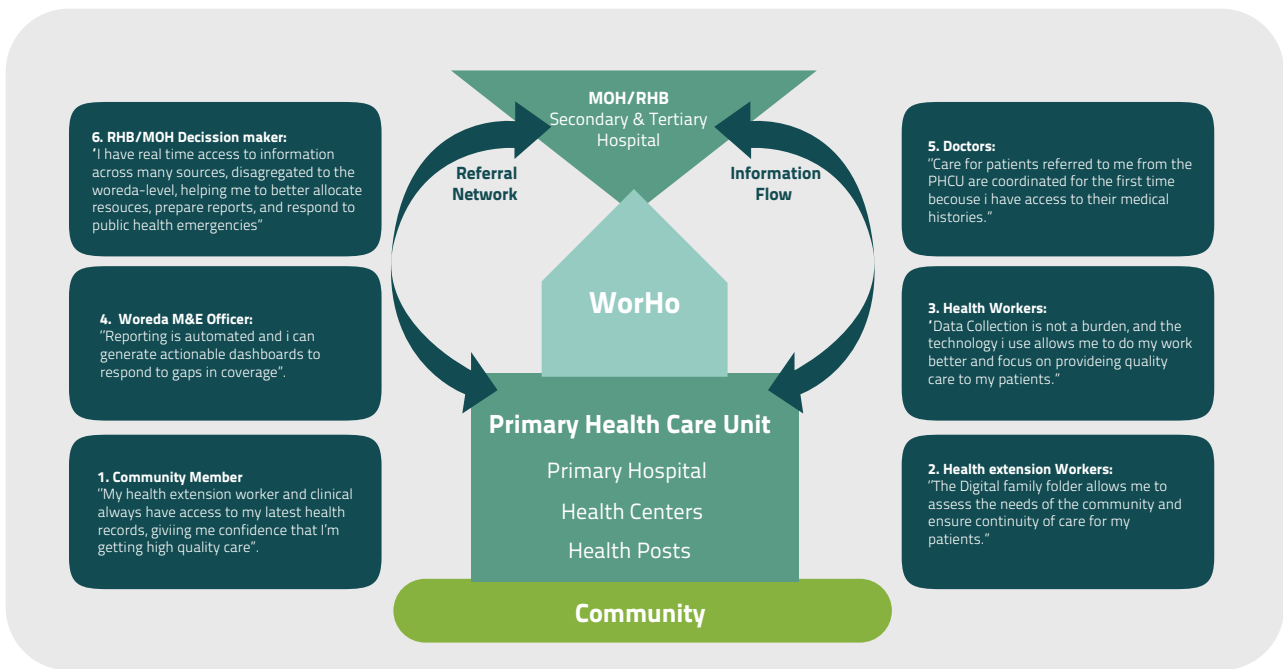 MOH/RHB
Secondary & Tertiary
Hospital
Referral
Network
Information
Flow
WorHo
Primary Health Care Unit
Primary Hospital
Health Centers
Health Posts
Community
6. RHB/MOH Decission maker:
"I have real time access to information
across many sources, disagregated to the
woreda-level, helping me to better allocate
resouces, prepare reports, and respond to
public health emergencies"
4. Woreda M&E Officer:
"Reporting is automated and i can
generate actionable dashboards to
respond to gaps in coverage".
1. Community Member
"My health extension worker and clinical
always have access to my latest health
records, giviing me confidence that I'm
getting high quality care".
5. Doctors:
"Care for patients referred to me from the
PHCU are coordinated for the first time
becouse i have access to their medical
histories."
3. Health Workers:
"Data Collection is not a burden, and the
technology i use allows me to do my work
better and focus on provideing quality
care to my patients."
2. Health extension Workers:
"The Digital family folder allows me to
assess the needs of the community and
ensure continuity of care for my
patients."